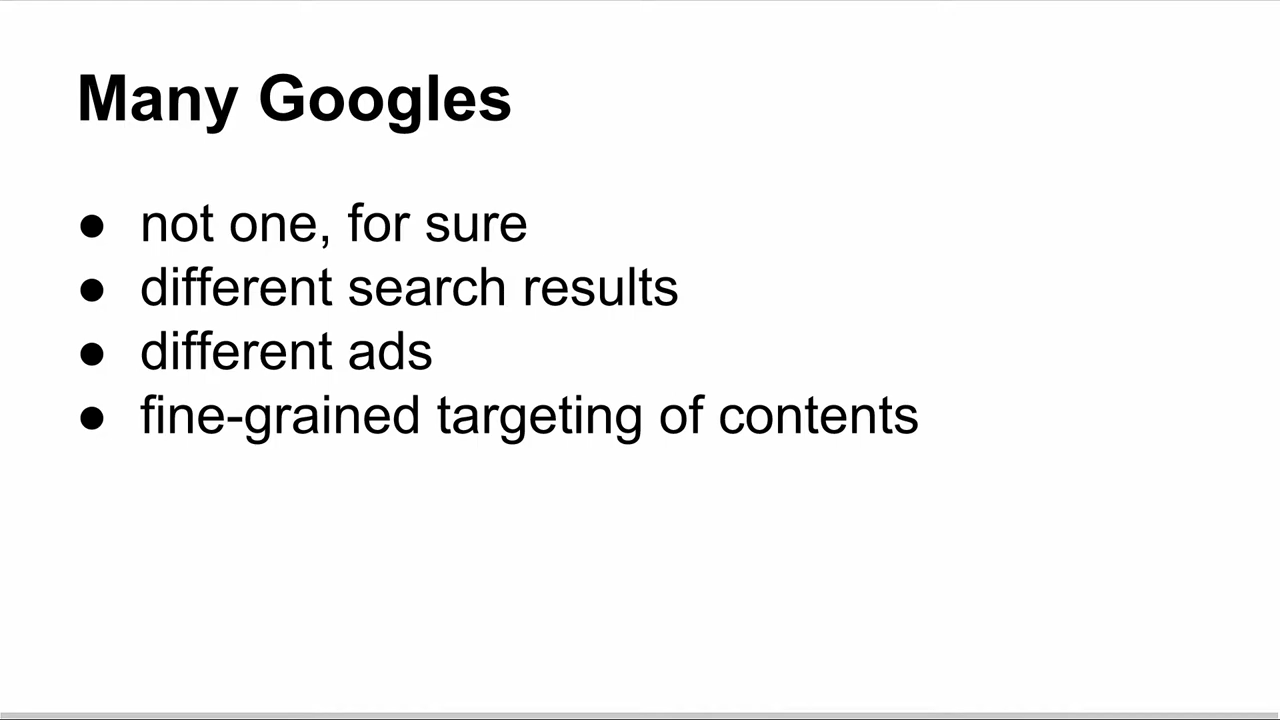 Many Googles
● not one, for sure
● different search results
● different ads
● fine-grained targeting of contents